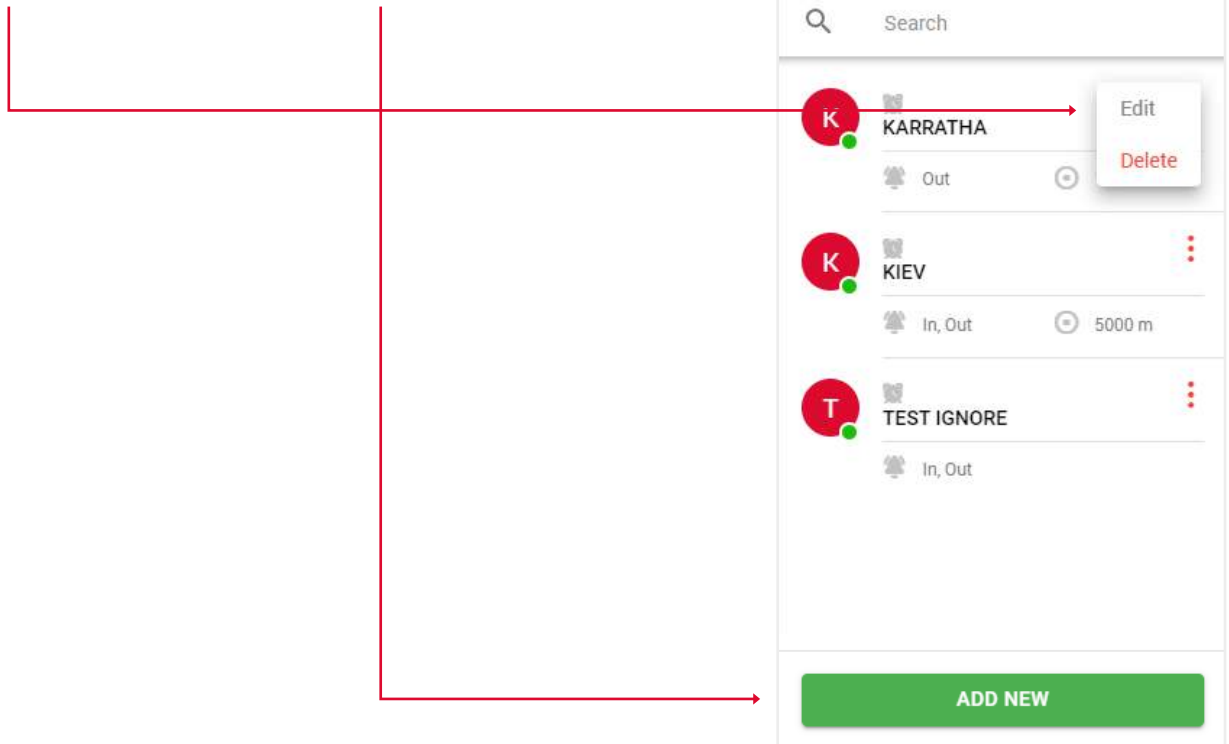 Search
K
KARRATHA
Edit
Delete
Out
K
KIEV
In, Out
5000 m
T
TEST IGNORE
In, Out
ADD NEW